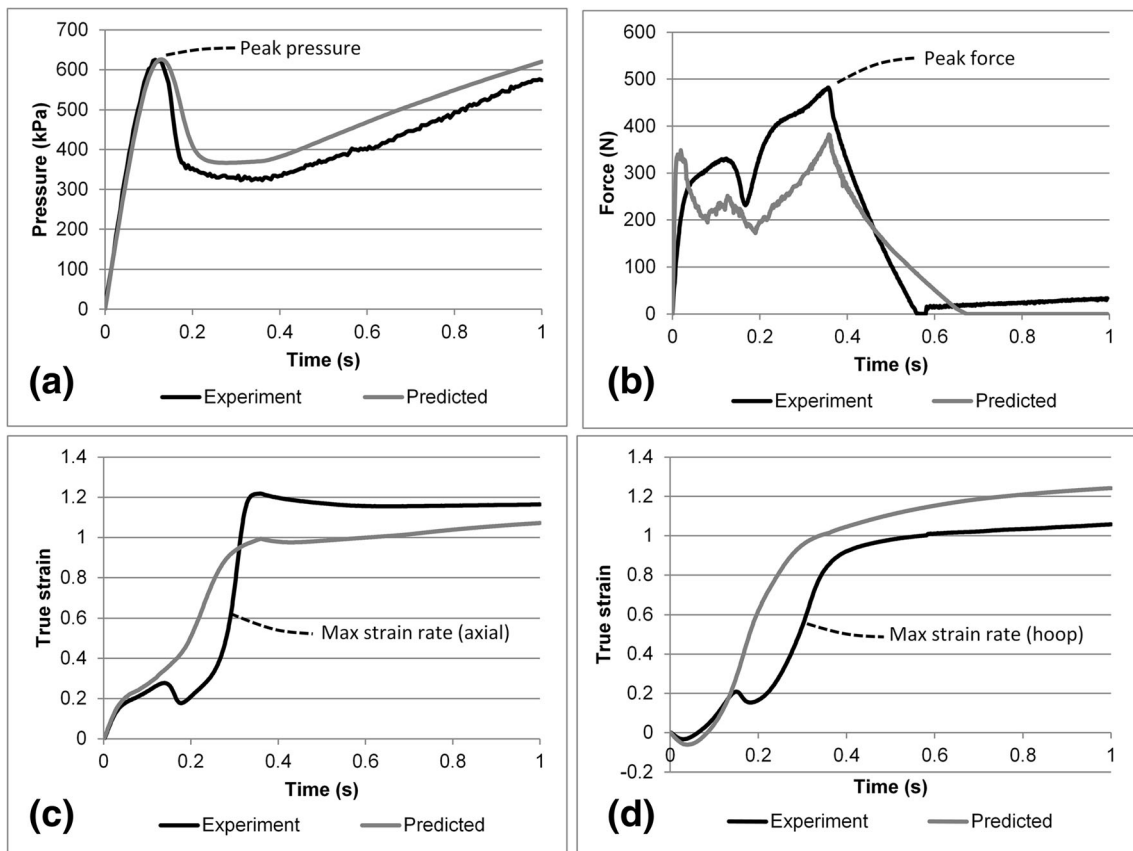 700
600
500
400
300
200
100
0
Pressure (kPa)
Peak pressure
0 0.2 0.4 0.6 0.8 1
Time (s)
(a)
Experiment Predicted
600
500
400
300
200
100
0
Force (N)
Peak force
0 0.2 0.4 0.6 0.8 1
Time (s)
(b)
Experiment Predicted
1.4
1.2
1
0.8
0.6
0.4
0.2
0
True strain
Max strain rate (axial)
0 0.2 0.4 0.6 0.8 1
Time (s)
(c)
Experiment Predicted
1.4
1.2
1
0.8
0.6
0.4
0.2
0
-0.2
True strain
Max strain rate (hoop)
0 0.2 0.4 0.6 0.8 1
Time (s)
(d)
Experiment Predicted